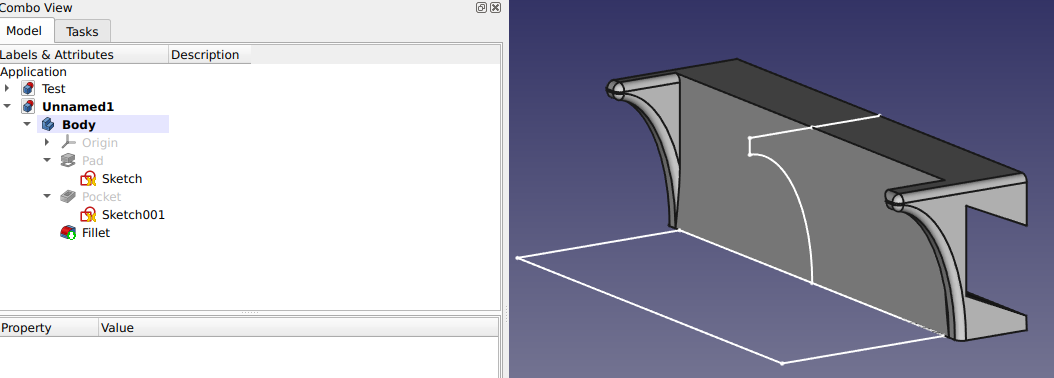 Combo View
Model Tasks
Labels & Attributes Description
Application
Test
Unnamed1
Body
Origin
Pad
Sketch
Pocket
Sketch001
Fillet
Property Value